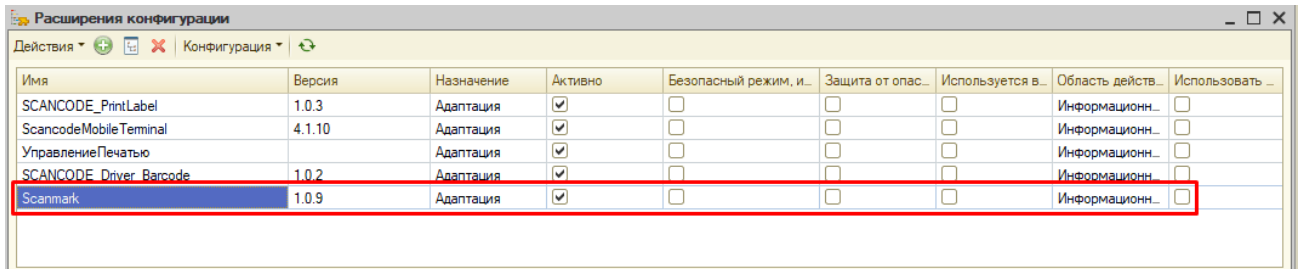 Расширения конфигурации
Действия Конфигурация
Имя Версия Назначение Активно Безопасный режим, и... Защита от опас... Используется в... Область действ... Использовать ...
SCANCODE_PrintLabel 1.0.3 Адаптация Информационн...
ScancodeMobileTerminal 4.1.10 Адаптация Информационн...
УправлениеПечатью Адаптация Информационн...
SCANCODE_Driver_Barcode 1.0.2 Адаптация Информационн...
Scanmark 1.0.9 Адаптация Информационн...